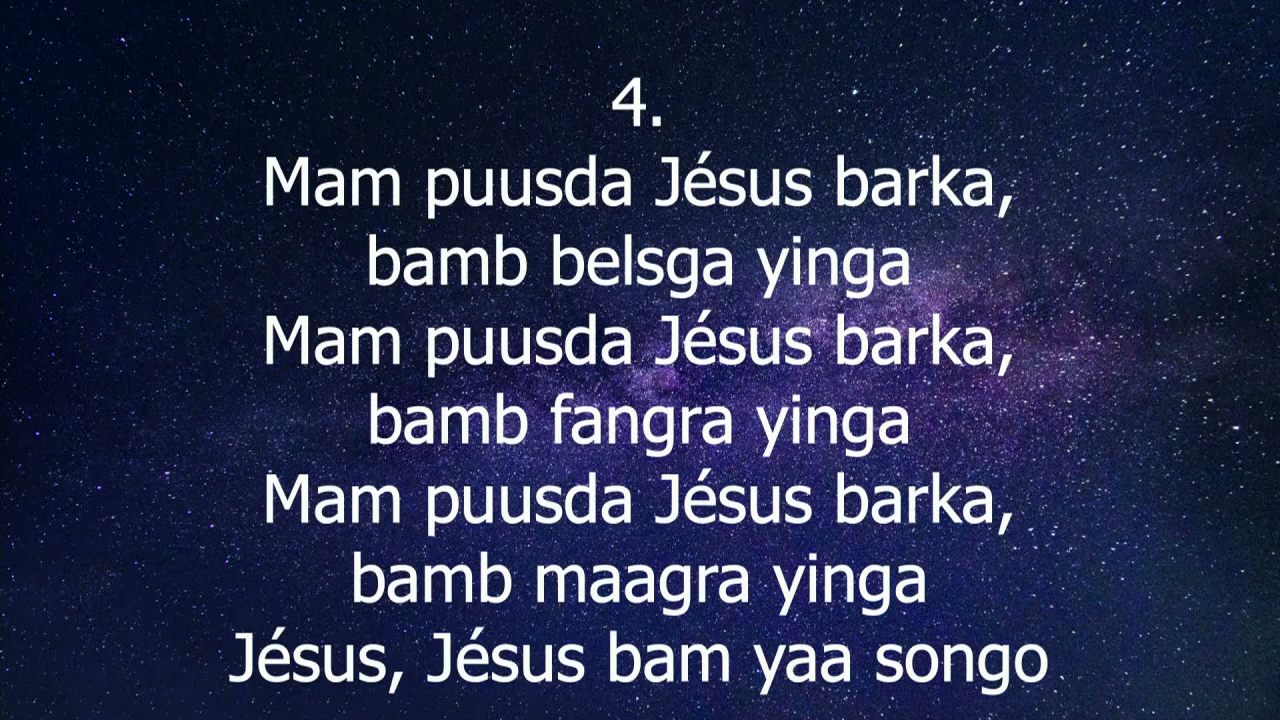 4.
Mam puusda Jésus barka,
bamb belsga yinga
Mam puusda Jésus barka,
bamb fangra yinga
Mam puusda Jésus barka,
bamb maagra yinga
Jésus, Jésus bam yaa songo